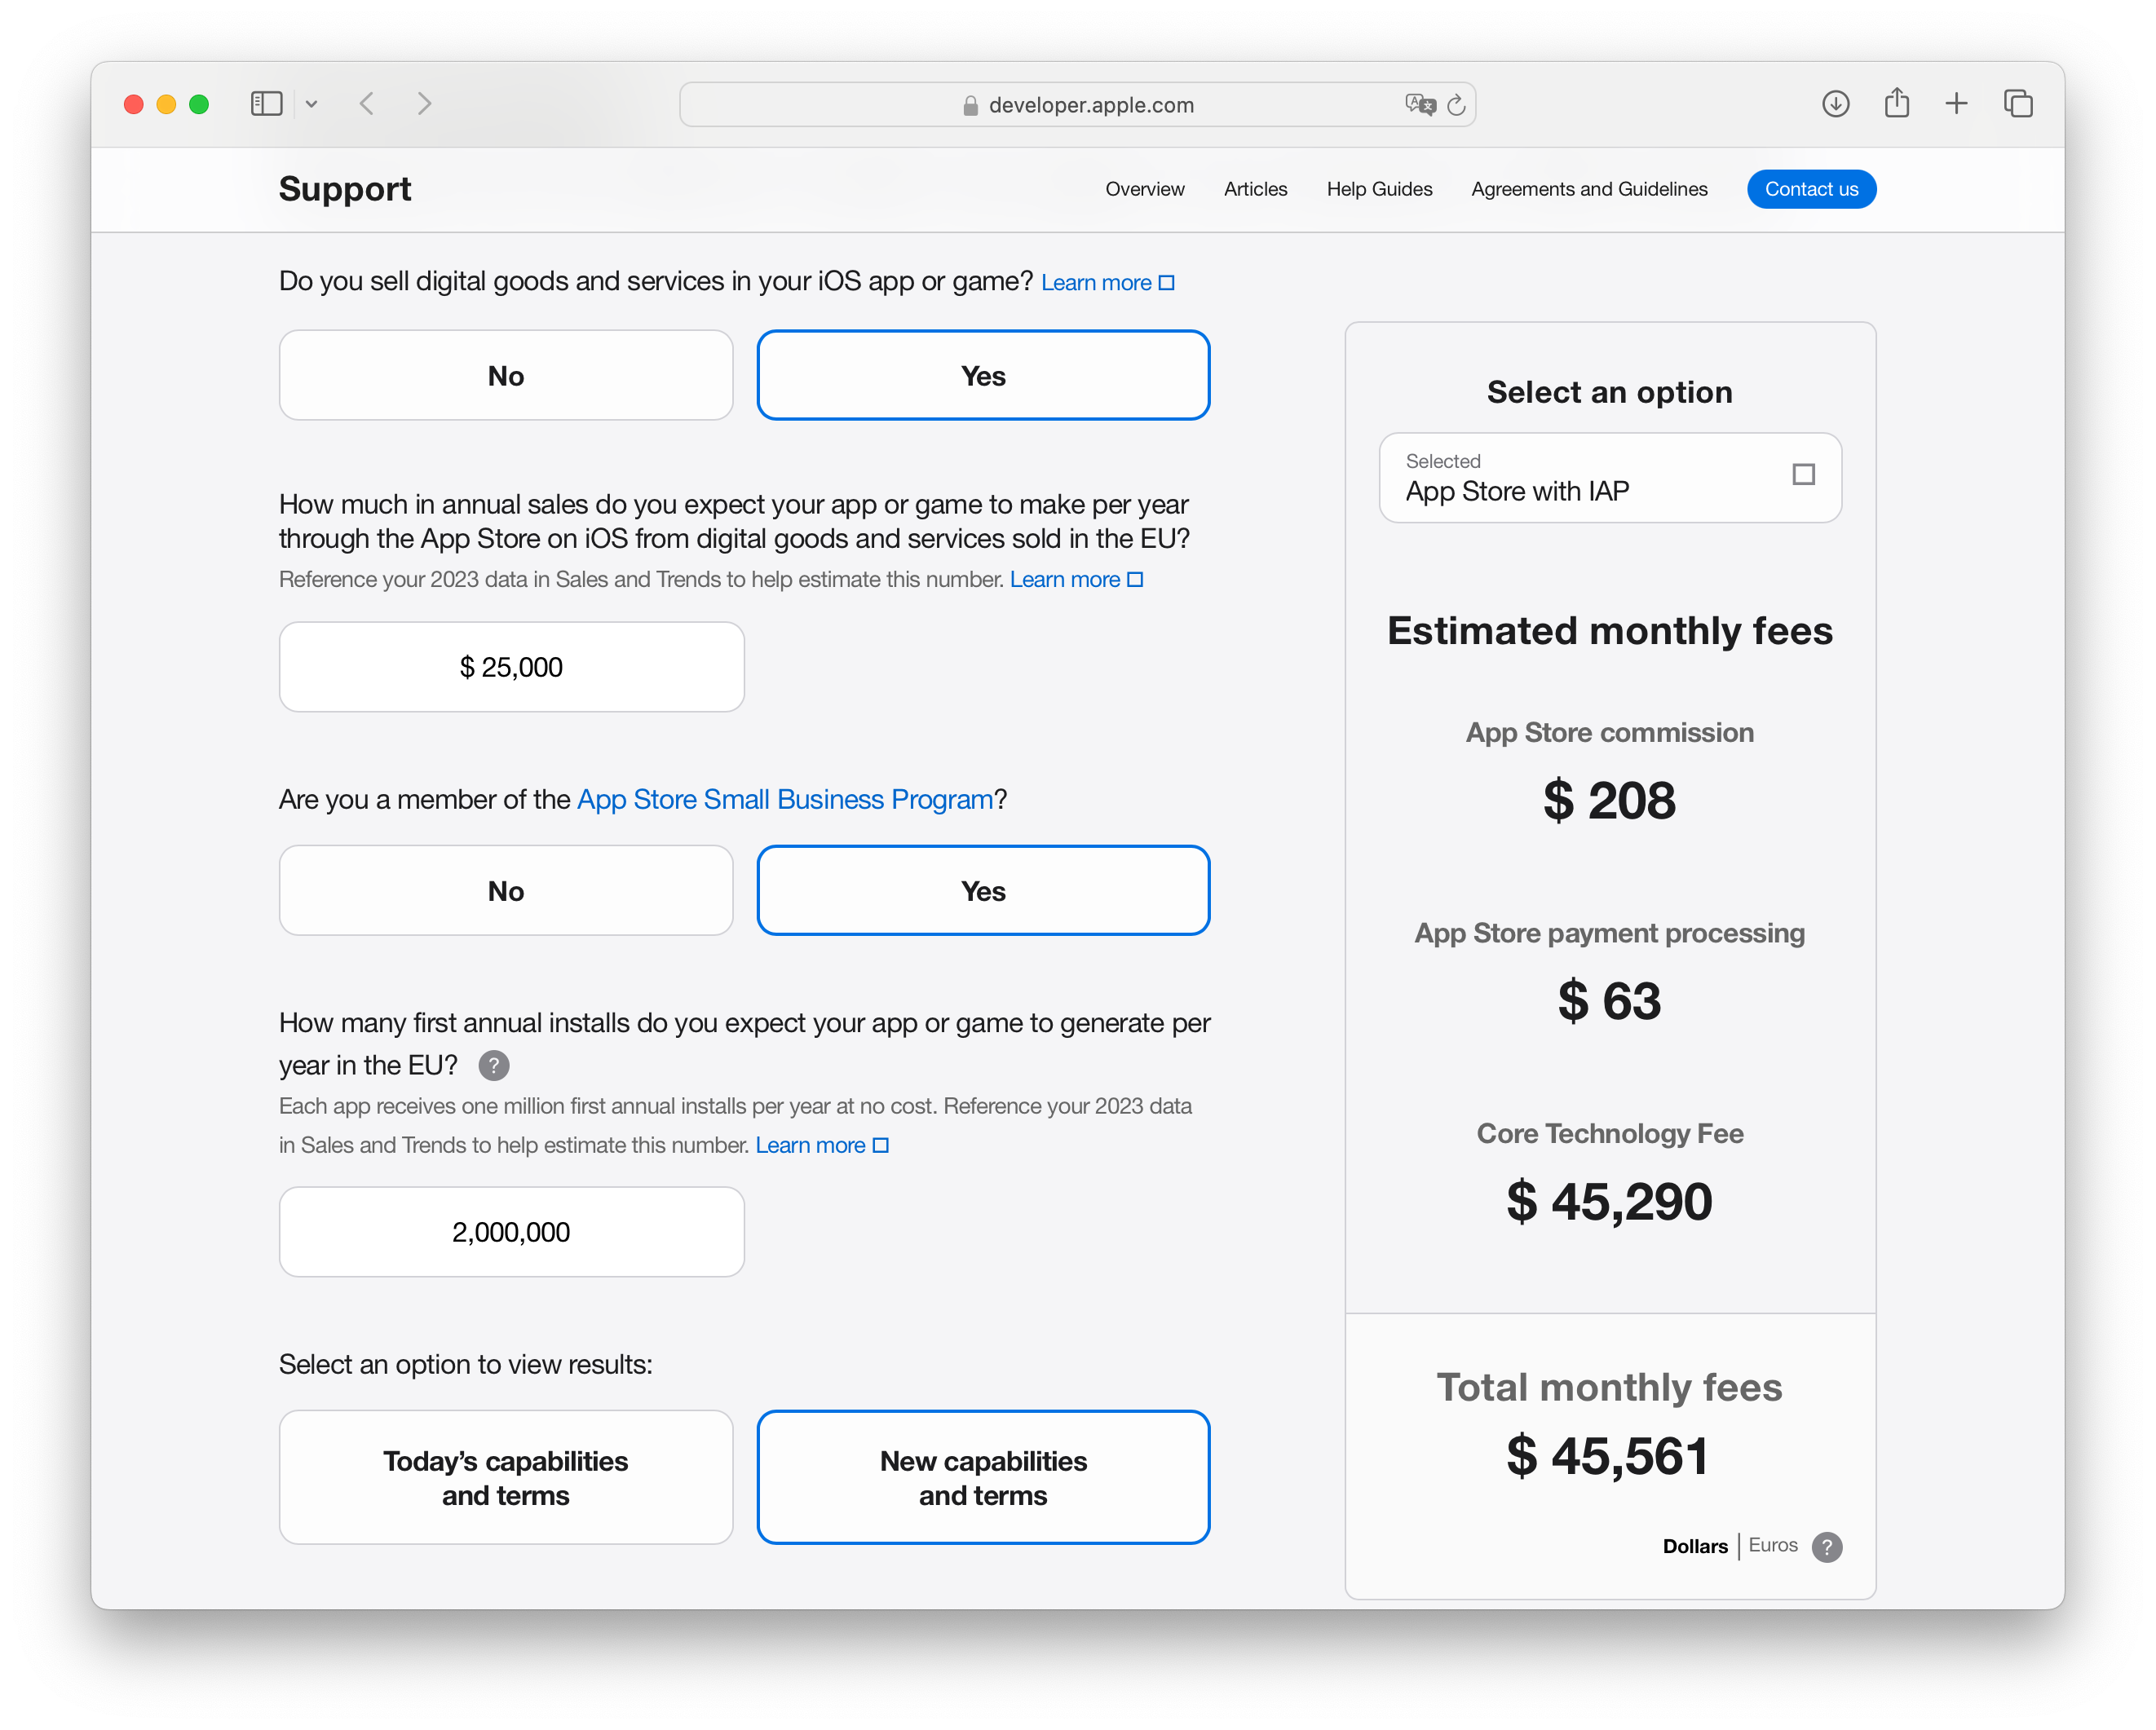 developer.apple.com
Support
Overview Articles Help Guides Agreements and Guidelines Contact us
Do you sell digital goods and services in your iOS app or game? Learn more
No Yes
How much in annual sales do you expect your app or game to make per year
through the App Store on iOS from digital goods and services sold in the EU?
Reference your 2023 data in Sales and Trends to help estimate this number. Learn more
$ 25,000
Are you a member of the App Store Small Business Program?
No Yes
How many first annual installs do you expect your app or game to generate per
year in the EU? ?
Each app receives one million first annual installs per year at no cost. Reference your 2023 data
in Sales and Trends to help estimate this number. Learn more
2,000,000
Select an option to view results:
Today’s capabilities
and terms
New capabilities
and terms
Select an option
Selected
App Store with IAP
Estimated monthly fees
App Store commission
$ 208
App Store payment processing
$ 63
Core Technology Fee
$ 45,290
Total monthly fees
$ 45,561
Dollars | Euros ?